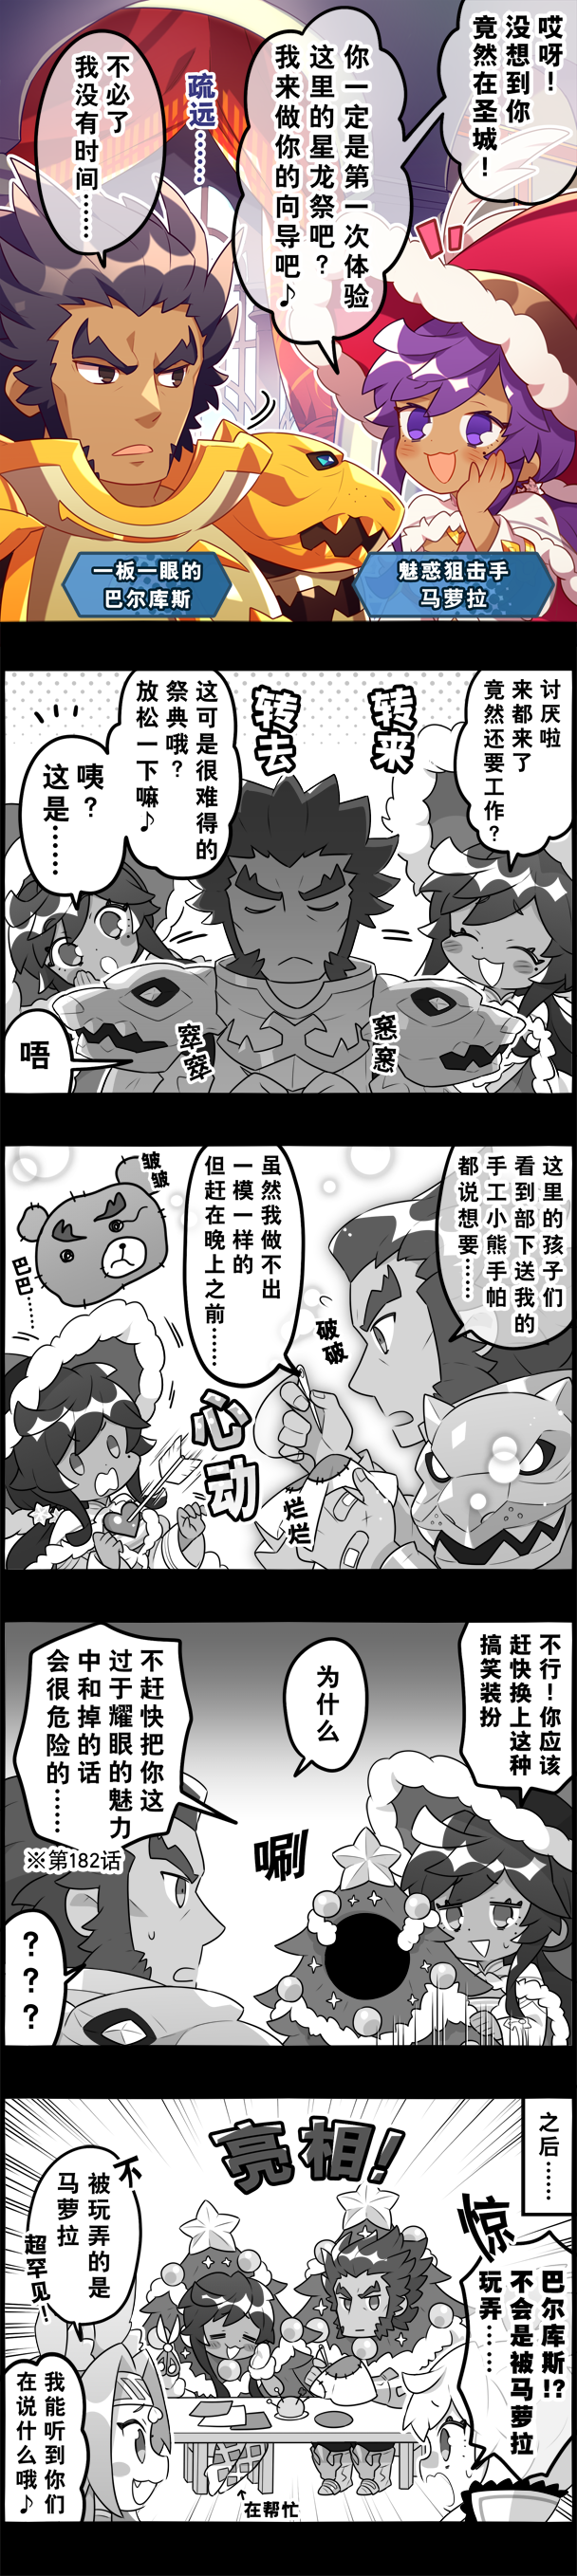 哎呀！
没想到你
竟然在圣城！
你一定是第一次体验
这里的星龙祭吧？
我来做你的向导吧♪
疏远……
不必了
我没有时间……
一板一眼的
巴尔库斯
魅惑狙击手
马萝拉
讨厌啦
来都来了
竟然还要工作？
转来
转去
这可是很难得的
祭典哦？
放松一下嘛♪
咦？
这是……
窸窸
窣窣
唔
这里的孩子们
看到部下送我的
手工小熊手帕
都说想要……
虽然我做不出
一模一样的
但赶在晚上之前……
破破
烂烂
皱皱
巴巴……
心动
不行！你应该
赶快换上这种
搞笑装扮
为什么
唰
不赶快把你这
过于耀眼的魅力
中和掉的话
会很危险的……
※第182话
？？？
之后……
亮相！
惊
巴尔库斯！？
不会是被马萝拉
玩弄……
不
被玩弄的是
马萝拉
超罕见！
我能听到你们
在说什么哦♪
在帮忙